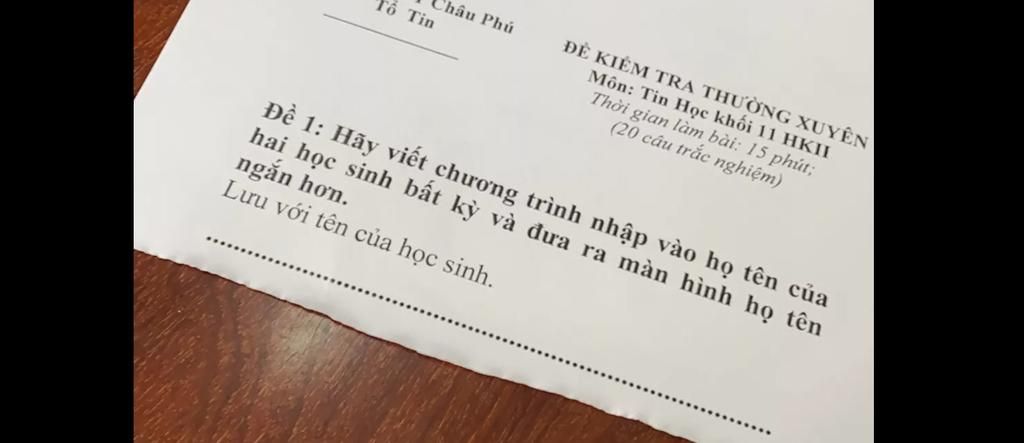 Châu Phú
Tổ Tin
ĐỀ KIỂM TRA THƯỜNG XUYÊN
Môn: Tin Học khối 11 HKII
Thời gian làm bài: 15 phút;
(20 câu trắc nghiệm)
Đề 1: Hãy viết chương trình nhập vào họ tên của
hai học sinh bất kỳ và đưa ra màn hình họ tên
ngắn hơn.
Lưu với tên của học sinh.